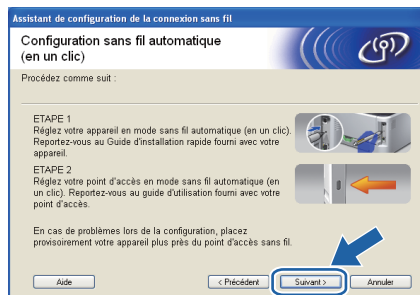 Assistant de configuration de la connexion sans fil
Configuration sans fil automatique
(en un clic)
Procédez comme suit :
ETAPE 1
Réglez votre appareil en mode sans fil automatique (en un clic).
Reportez-vous au Guide d'installation rapide fourni avec votre
appareil.
ETAPE 2
Réglez votre point d'accès en mode sans fil automatique (en
un clic). Reportez-vous au guide d'utilisation fourni avec votre
point d'accès.
En cas de problèmes lors de la configuration, placez
provisoirement votre appareil plus près du point d'accès sans fil.
Aide
< Précédent
Suivant >
Annuler